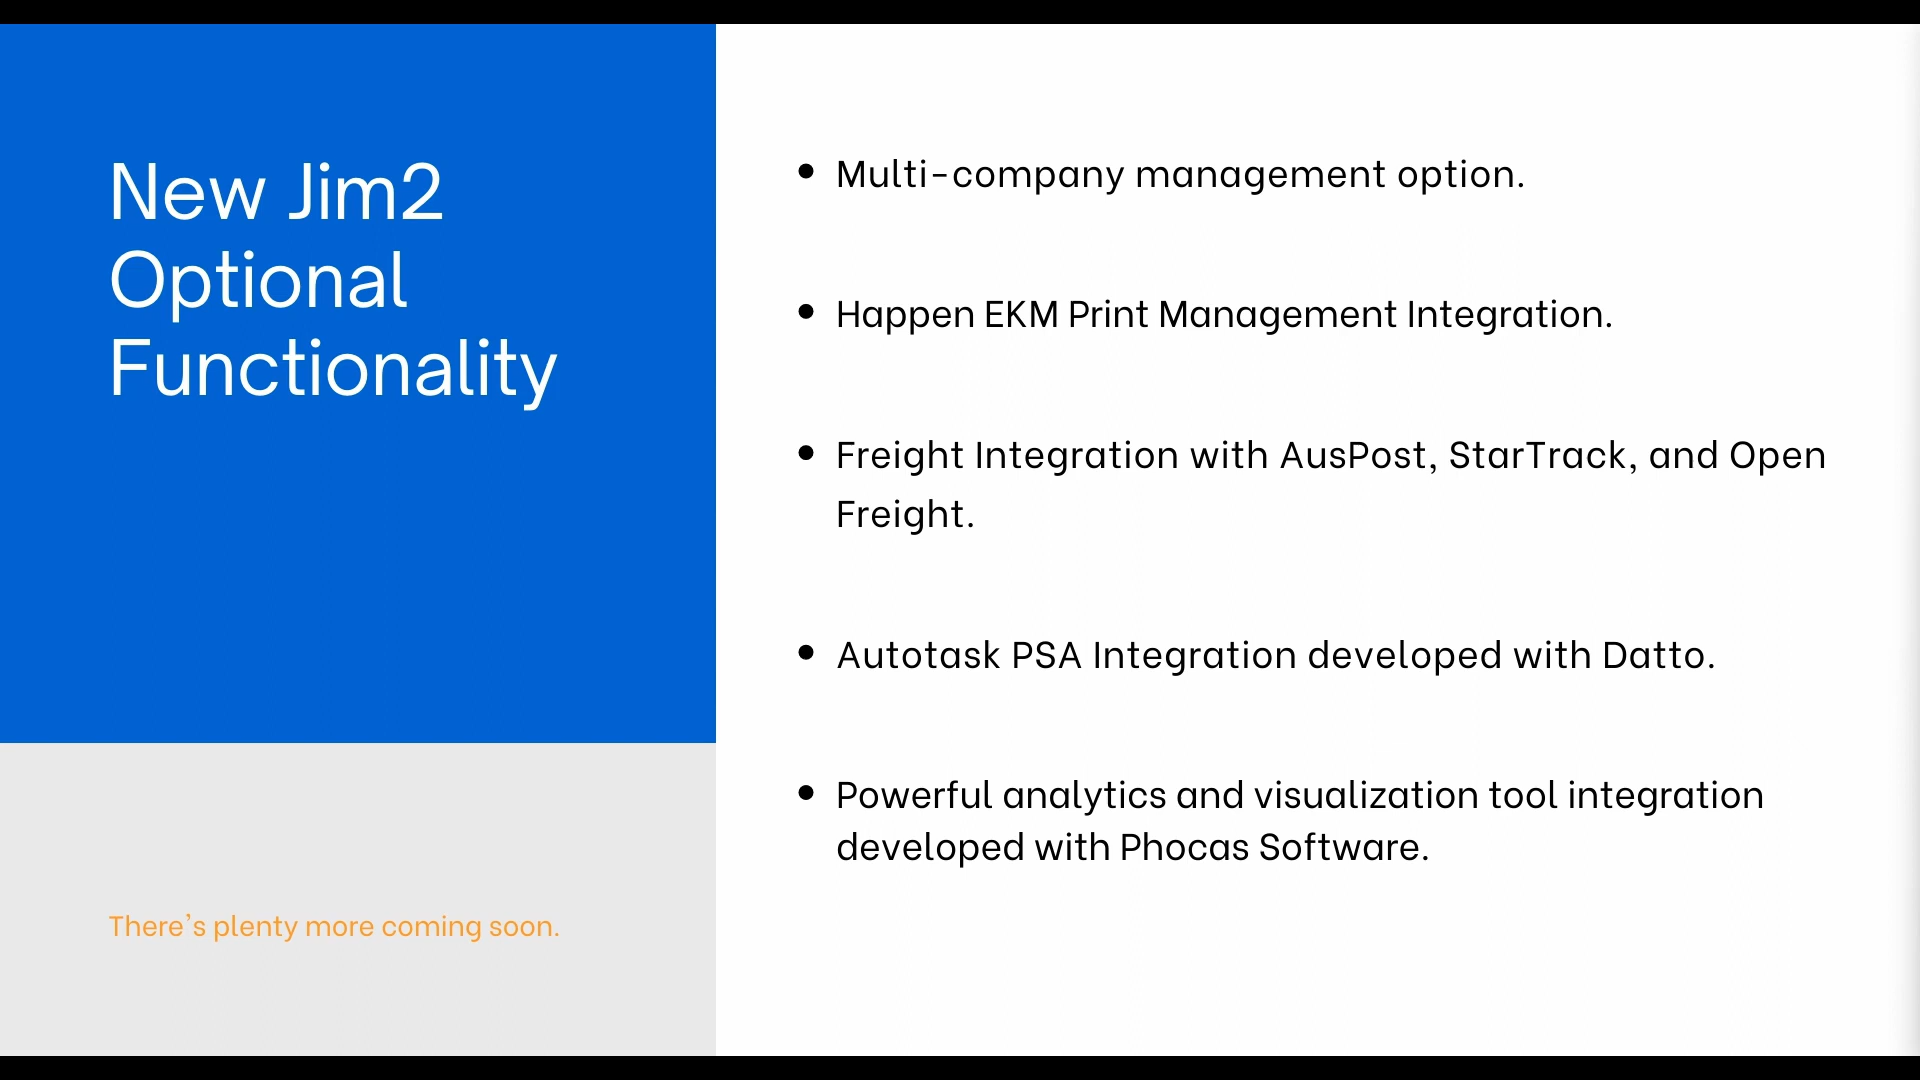 New Jim2
Optional
Functionality
There's plenty more coming soon.
• Multi-company management option.
• Happen EKM Print Management Integration.
• Freight Integration with AusPost, StarTrack, and Open
Freight.
• Autotask PSA Integration developed with Datto.
• Powerful analytics and visualization tool integration
developed with Phocas Software.